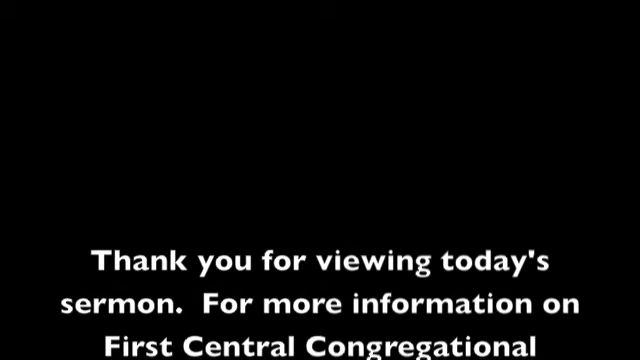 Thank you for viewing today's
sermon.  For more information on
First Central Congregational